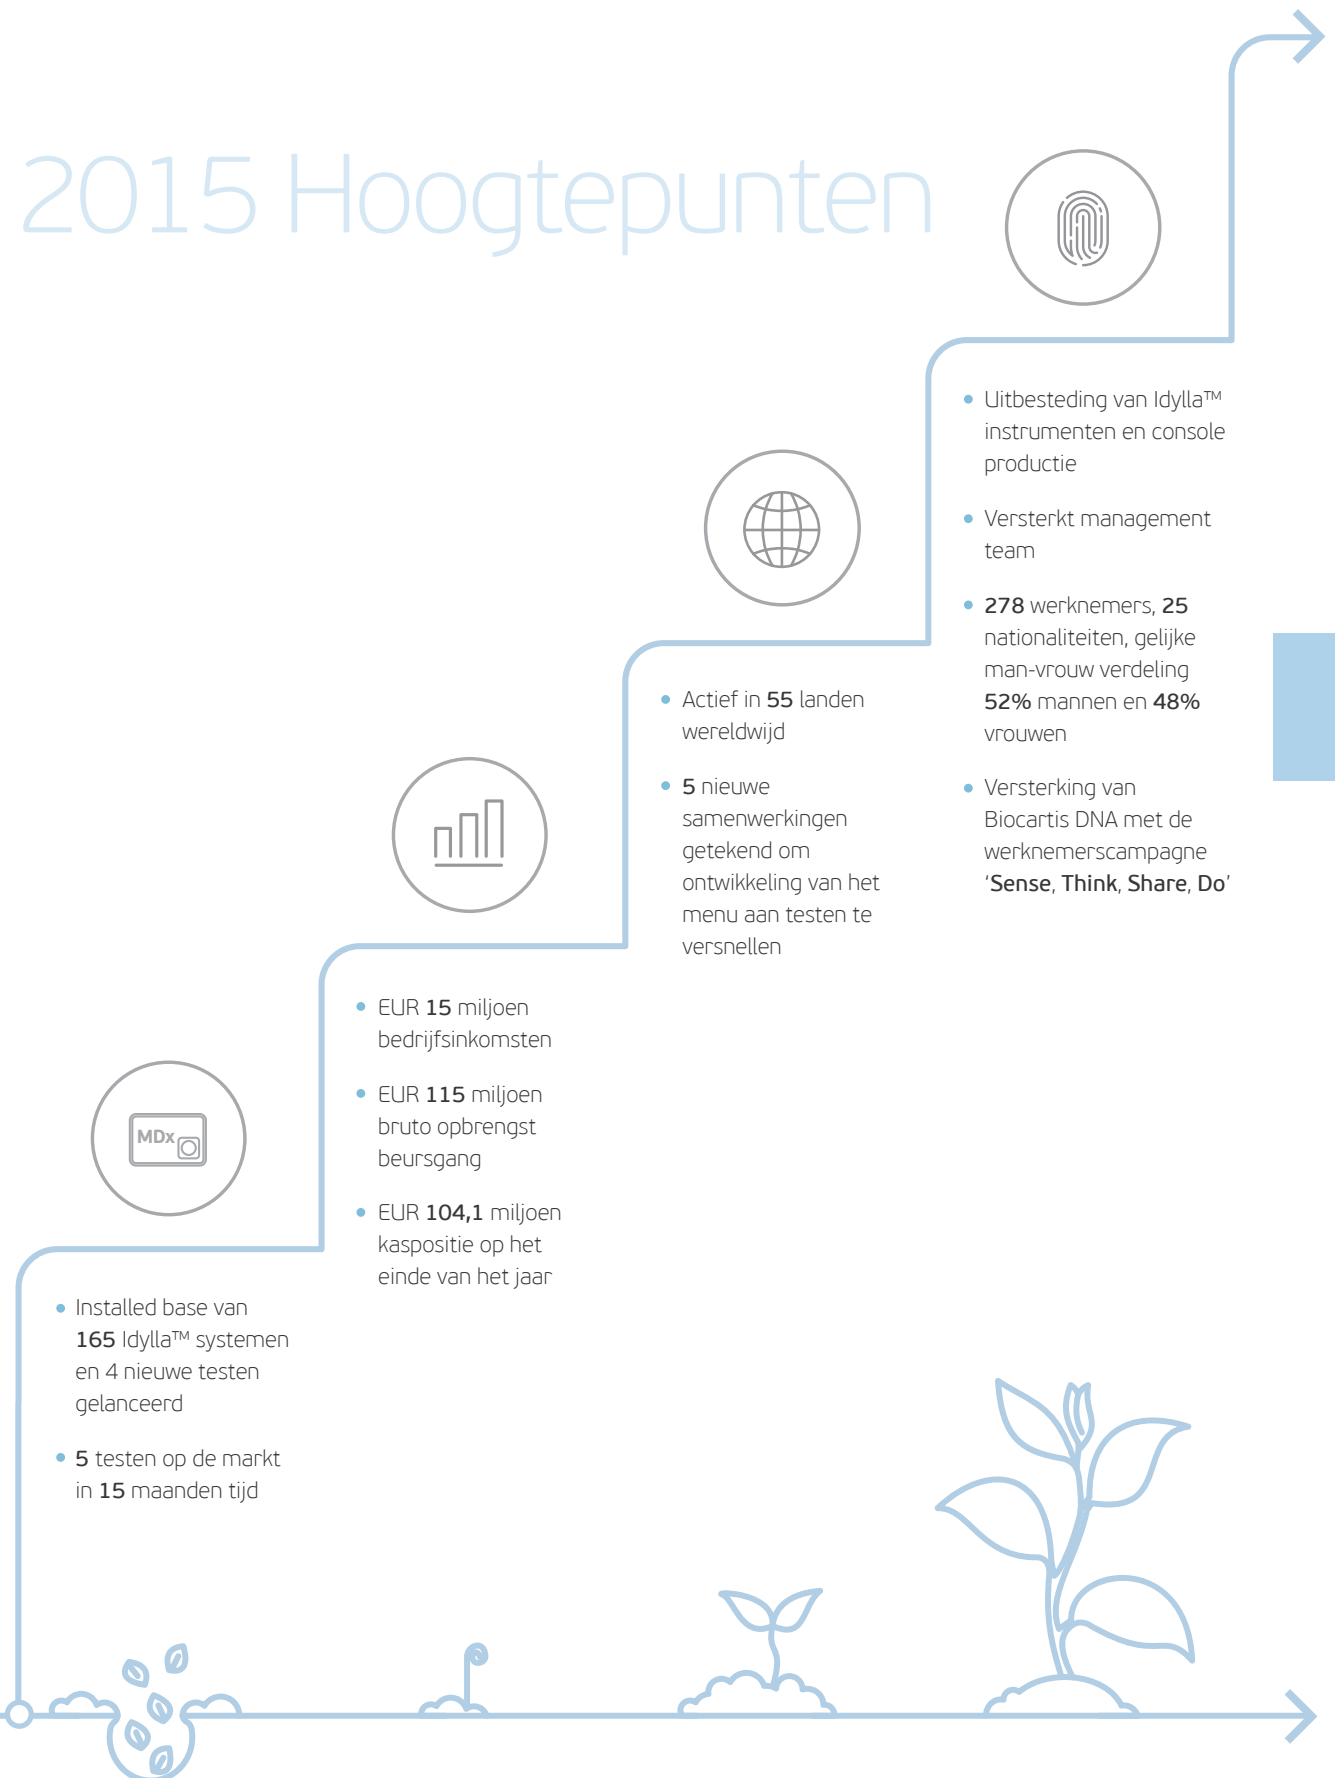 2015 Hoogtepunten
MDx
• Installed base van
165 Idylla™ systemen
en 4 nieuwe testen
gelanceerd
• 5 testen op de markt
in 15 maanden tijd
• EUR 15 miljoen
bedrijfsinkomsten
• EUR 115 miljoen
bruto opbrengst
beursgang
• EUR 104,1 miljoen
kaspositie op het
einde van het jaar
• Actief in 55 landen
wereldwijd
• 5 nieuwe
samenwerkingen
getekend om
ontwikkeling van het
menu aan testen te
versnellen
• Uitbesteding van Idylla™
instrumenten en console
productie
• Versterkt management
team
• 278 werknemers, 25
nationaliteiten, gelijke
man-vrouw verdeling
52% mannen en 48%
vrouwen
• Versterking van
Biocartis DNA met de
werknemerscampagne
‘Sense, Think, Share, Do’